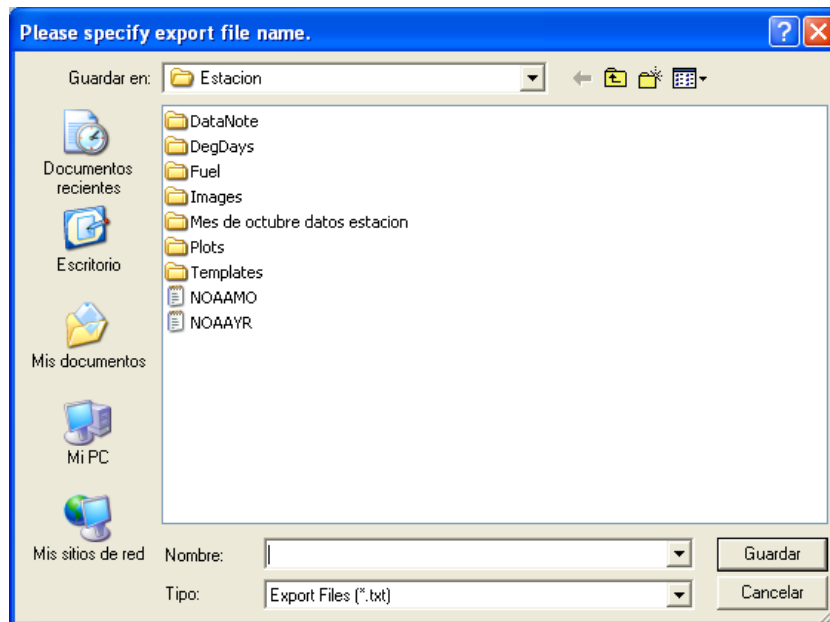 Please specify export file name.
Guardar en:
Estacion
Documentos
recientes
Escritorio
Mis documentos
Mi PC
Mis sitios de red
DataNote
DegDays
Fuel
Images
Mes de octubre datos estacion
Plots
Templates
NOAAMO
NOAAYR
Nombre:
Guardar
Tipo:
Export Files (*.txt)
Cancelar